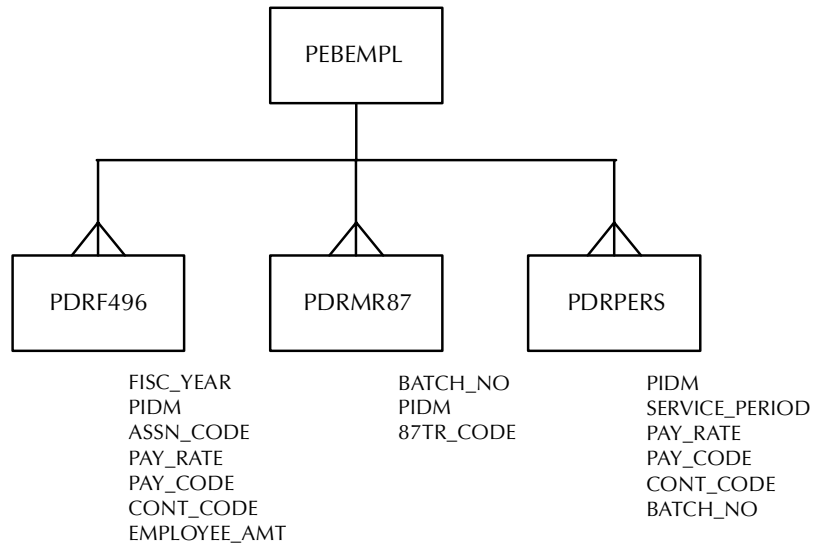 PEBEMPL
PDRF496
PDRMR87
PDRPERS
FISC_YEAR
PIDM
ASSN_CODE
PAY_RATE
PAY_CODE
CONT_CODE
EMPLOYEE_AMT
BATCH_NO
PIDM
87TR_CODE
PIDM
SERVICE_PERIOD
PAY_RATE
PAY_CODE
CONT_CODE
BATCH_NO